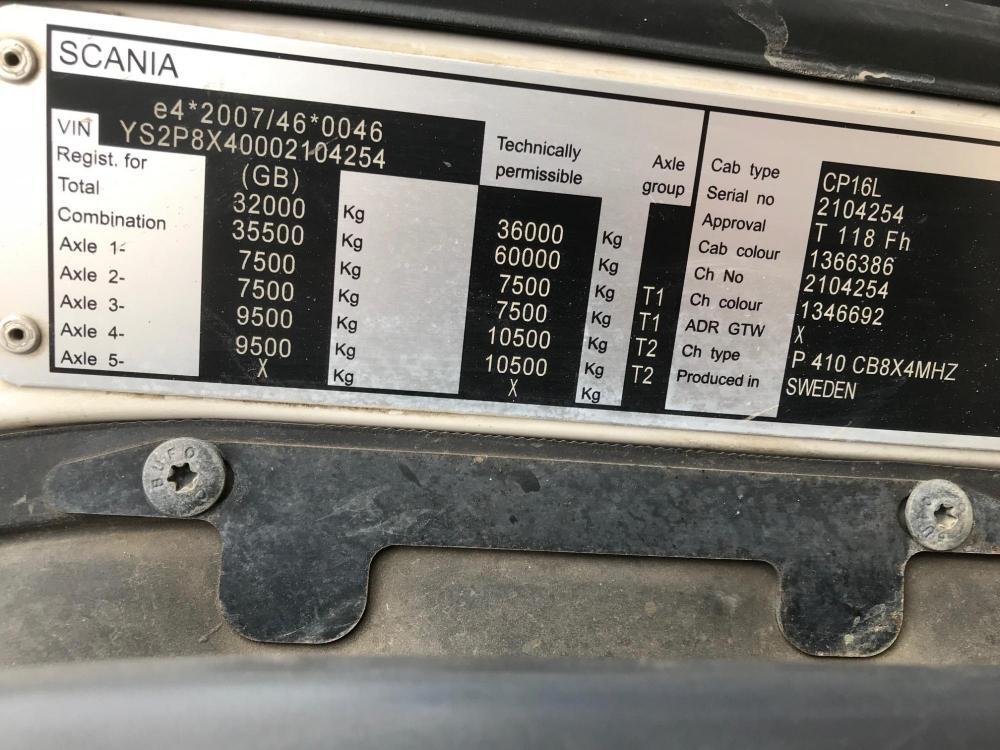 SCANIA
e4*2007/46*0046
VIN YS2P8X40002104254
Regist. for (GB) Technically permissible Axle group
Total 32000 Kg 36000 Kg
Combination 35500 Kg 60000 Kg
Axle 1- 7500 Kg 7500 Kg T1
Axle 2- 7500 Kg 7500 Kg T1
Axle 3- 9500 Kg 10500 Kg T2
Axle 4- 9500 Kg 10500 Kg T2
Axle 5- X Kg X Kg
Cab type CP16L
Serial no 2104254
Approval T 118 Fh
Cab colour 1366386
Ch No 2104254
Ch colour 1346692
ADR GTW X
Ch type P 410 CB8X4MHZ
Produced in SWEDEN
BUFO